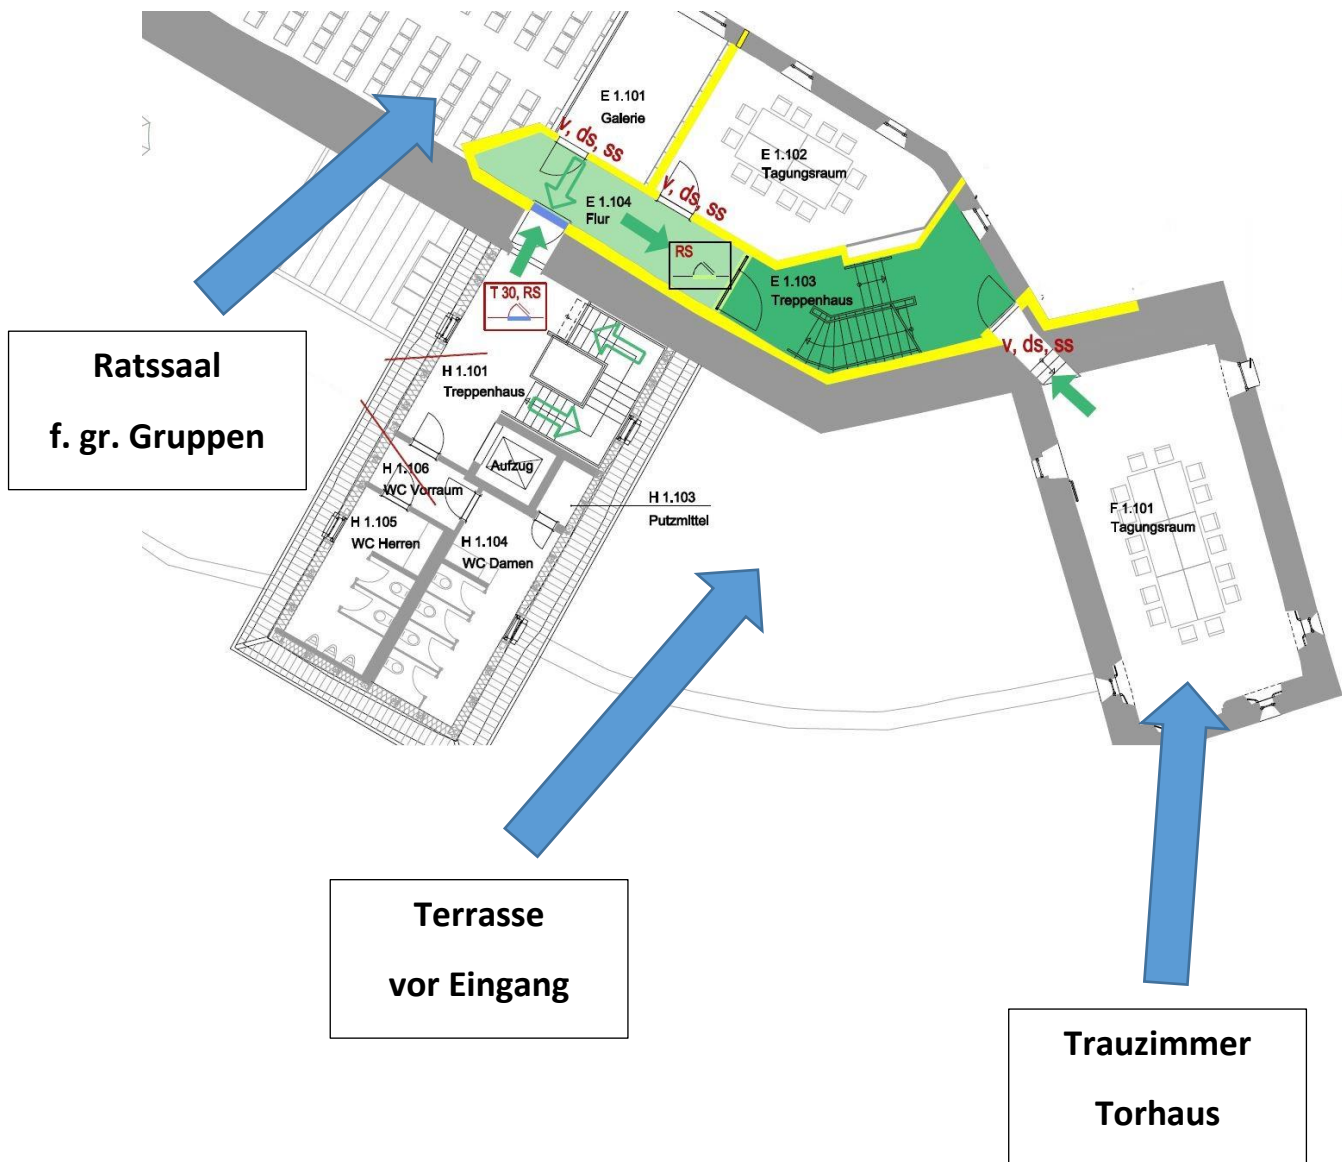 E 1.101
Galerie
v, ds, ss
E 1.102
Tagungsraum
v, ds, ss
E 1.104
Flur
RS
E 1.103
Treppenhaus
T 30, RS
v, ds, ss
Ratssaal
f. gr. Gruppen
H 1.101
Treppenhaus
Aufzug
H 1.106
WC Vorraum
H 1.103
Putzmittel
H 1.105
WC Herren
H 1.104
WC Damen
F 1.101
Tagungsraum
Terrasse
vor Eingang
Trauzimmer
Torhaus